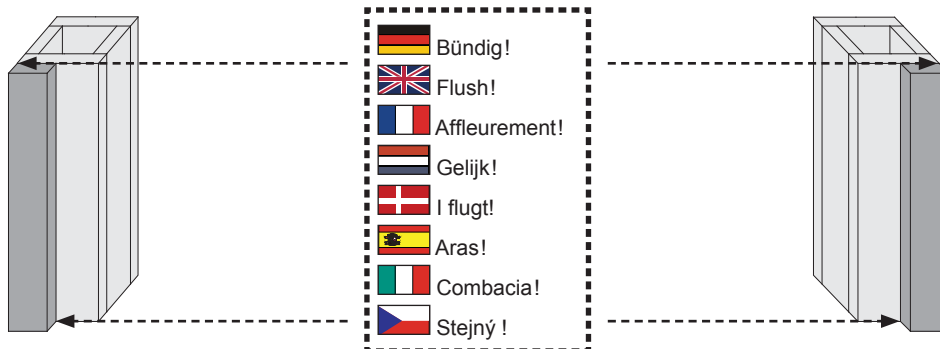 Bündig!
Flush!
Affleurement!
Gelijk!
I flugt!
Aras!
Combacia!
Stejný !